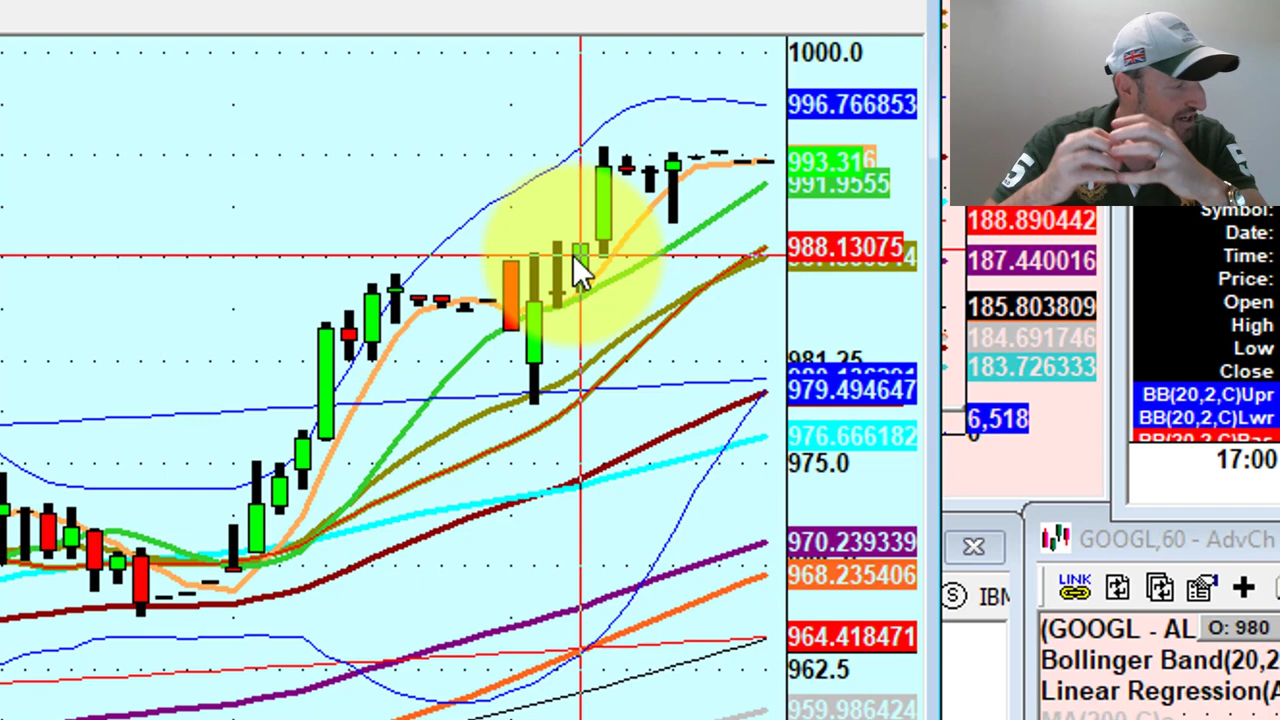 1000.0
996.766853
993.316
991.9555
988.13075
981.25
979.494647
976.666182
975.0
970.239339
968.235406
964.418471
962.5
959.986424
5
5
188.890442
187.440016
185.803809
184.691746
183.726333
6,518
0
Symbol:
Date:
Time:
Price:
Open
High
Low
Close
BB(20,2,C)Upr
BB(20,2,C)Lwr
17:00
GOOGL,60 - AdvCh
S IBM
LINK
(GOOGL - AL O: 980
Bollinger Band(20,2
Linear Regression(A